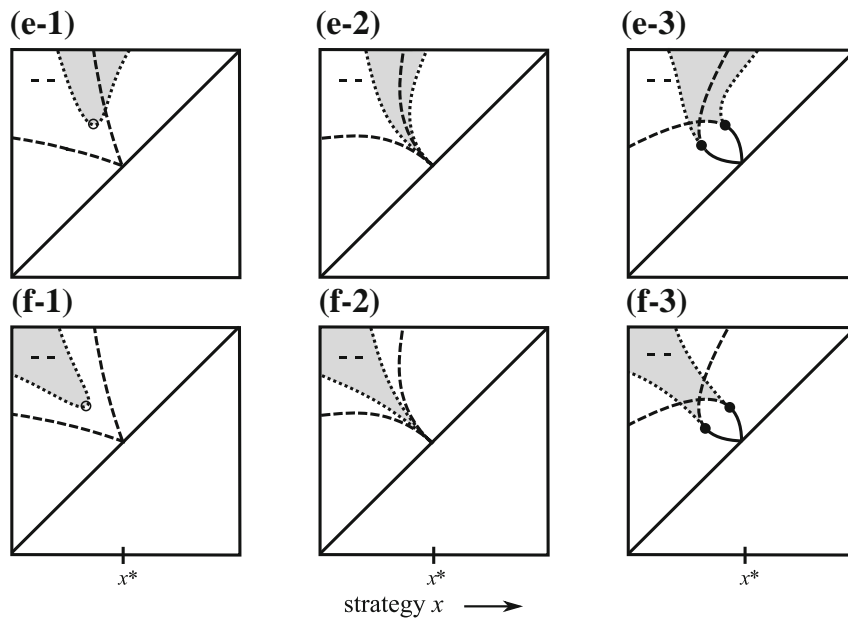 (e-1) (e-2) (e-3)
(f-1) (f-2) (f-3)
x* x* x*
strategy x